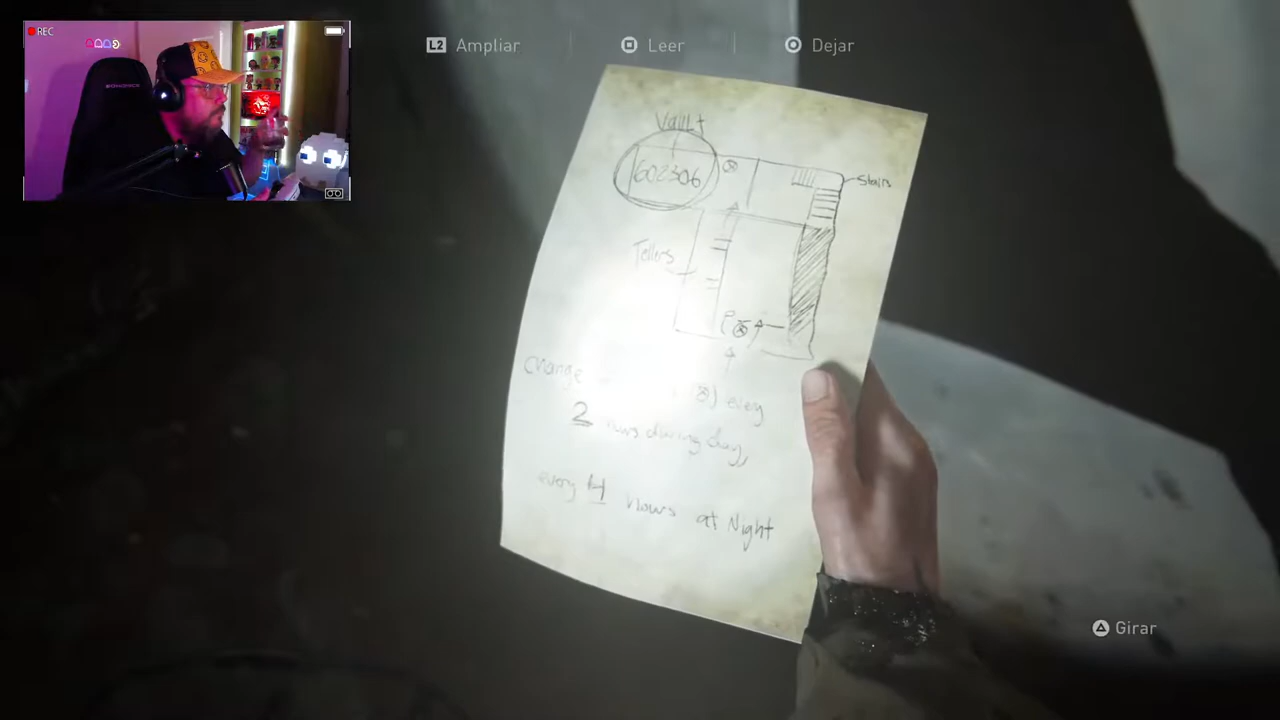 REC
L2 Ampliar
Leer
Dejar
Vault
602306
Stairs
Tellers
Change
every
2 hours during day,
every 4 hours at Night
Girar